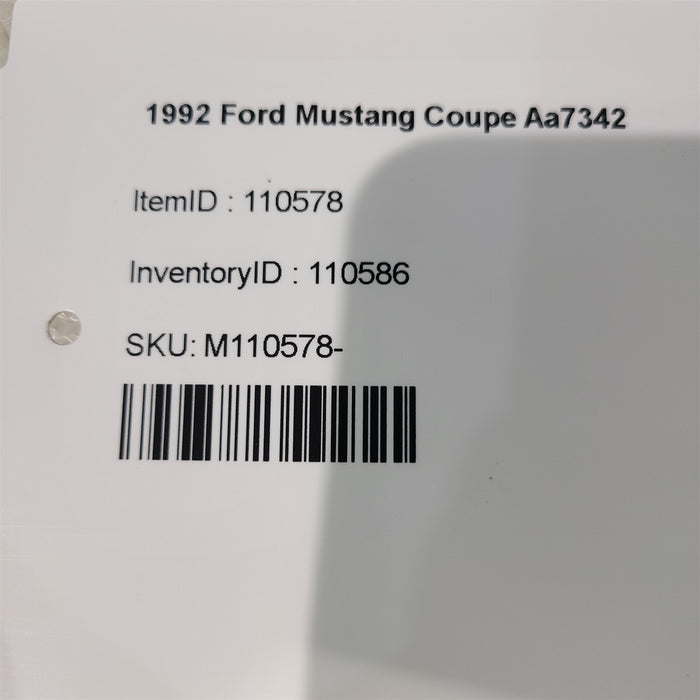 1992 Ford Mustang Coupe Aa7342
ItemID : 110578
InventoryID : 110586
SKU: M110578-